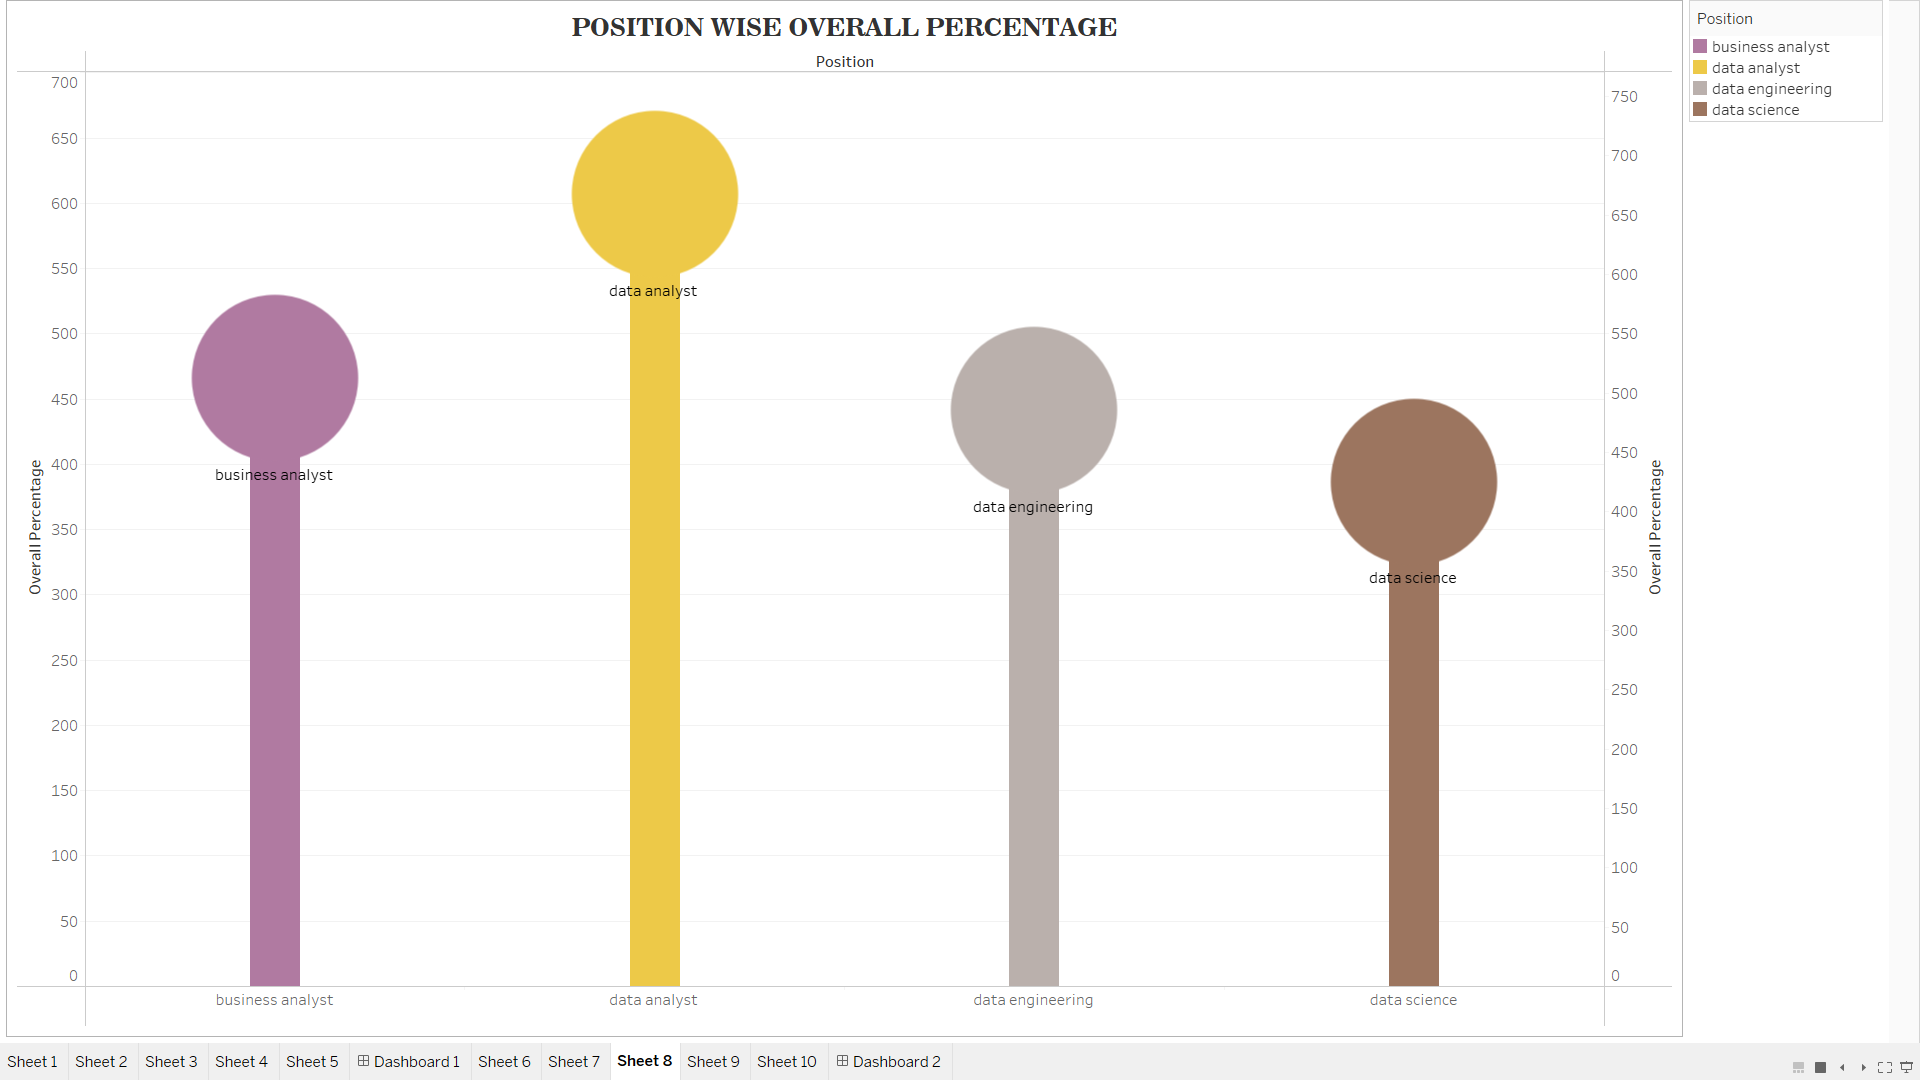 POSITION WISE OVERALL PERCENTAGE
Position
700
650
600
550
500
450
400
350
300
250
200
150
100
50
0
Overall Percentage
data analyst
business analyst
data engineering
data science
750
700
650
600
550
500
450
400
350
300
250
200
150
100
50
0
Overall Percentage
business analyst data analyst data engineering data science
Position
business analyst
data analyst
data engineering
data science
Sheet 1 Sheet 2 Sheet 3 Sheet 4 Sheet 5 Dashboard 1 Sheet 6 Sheet 7 Sheet 8 Sheet 9 Sheet 10 Dashboard 2